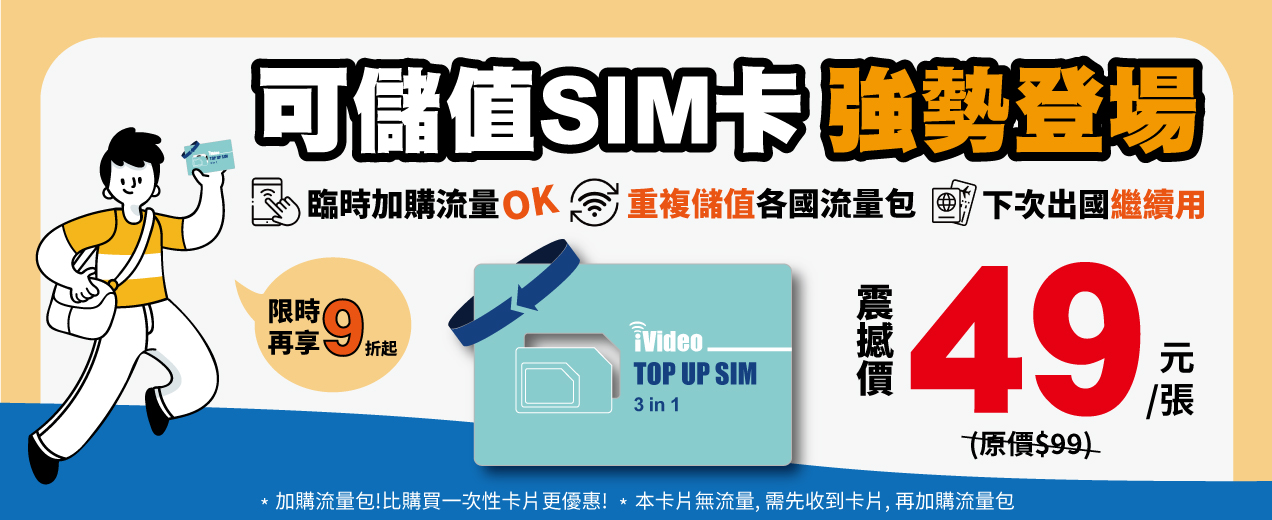 可儲值SIM卡 強勢登場
TOP UP SIM
臨時加購流量OK 重複儲值各國流量包 下次出國繼續用
限時
再享9折起
iVideo
TOP UP SIM
3 in 1
震撼價
49
元
/張
(原價$99)
* 加購流量包!比購買一次性卡片更優惠! * 本卡片無流量, 需先收到卡片, 再加購流量包